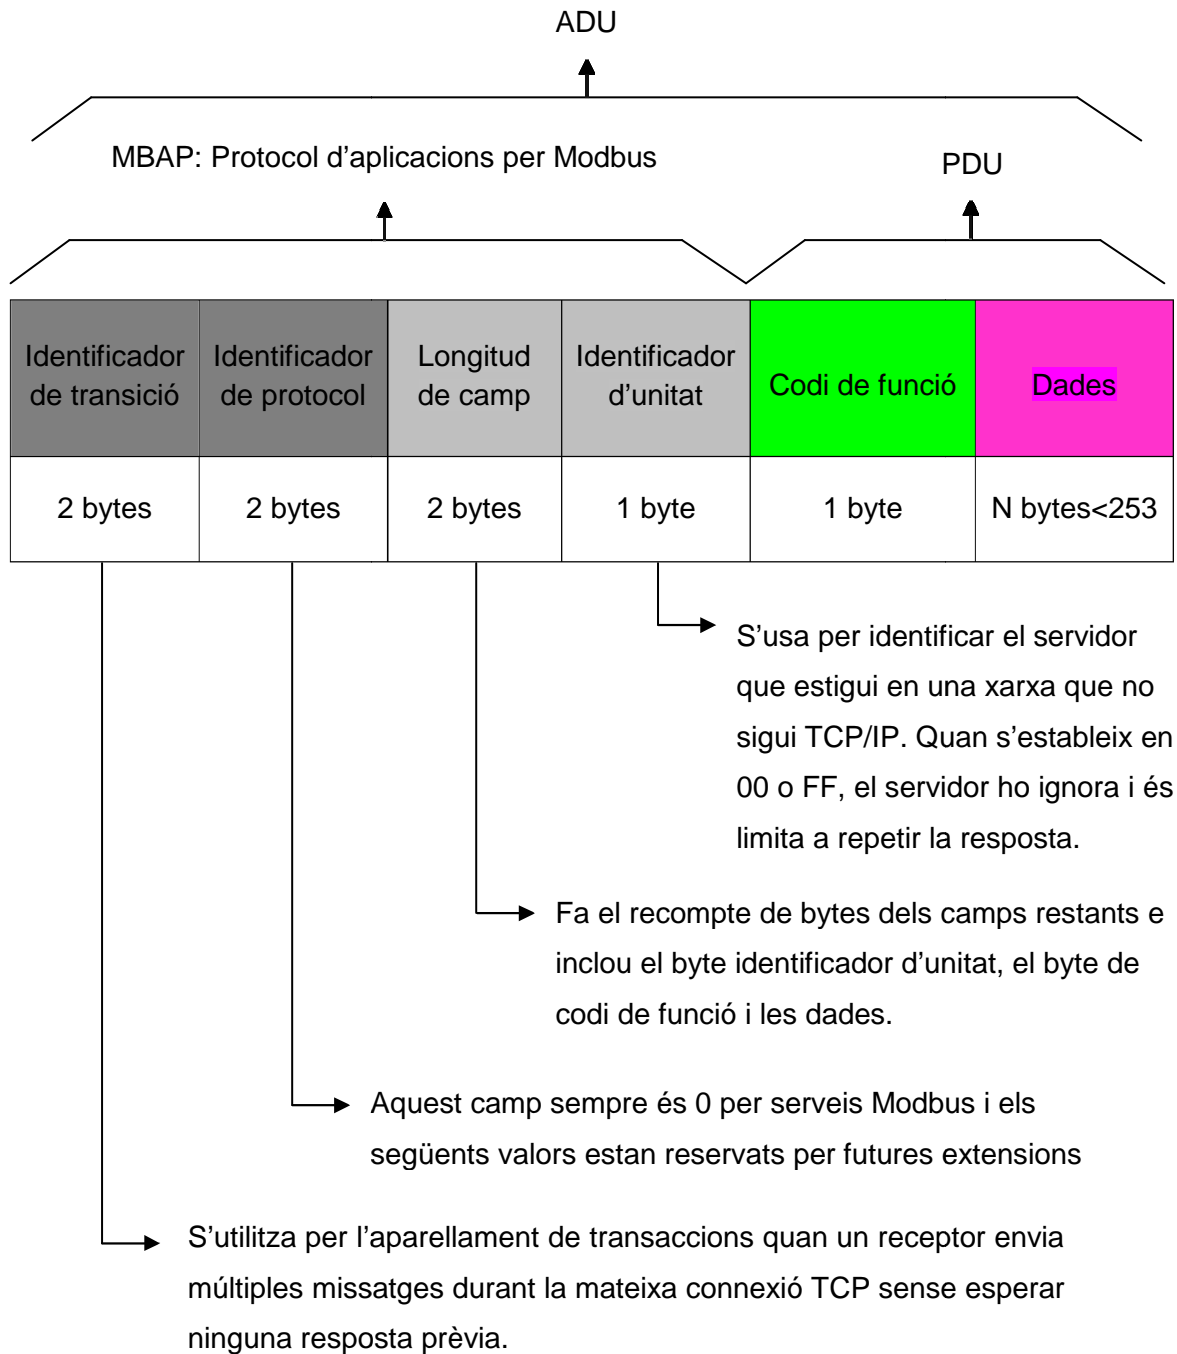 ADU
MBAP: Protocol d’aplicacions per Modbus
PDU
Identificador
de transició
Identificador
de protocol
Longitud
de camp
Identificador
d’unitat
Codi de funció
Dades
2 bytes
2 bytes
2 bytes
1 byte
1 byte
N bytes<253
S’usa per identificar el servidor
que estigui en una xarxa que no
sigui TCP/IP. Quan s’estableix en
00 o FF, el servidor ho ignora i és
limita a repetir la resposta.
Fa el recompte de bytes dels camps restants e
inclou el byte identificador d’unitat, el byte de
codi de funció i les dades.
Aquest camp sempre és 0 per serveis Modbus i els
següents valors estan reservats per futures extensions
S’utilitza per l’aparellament de transaccions quan un receptor envia
múltiples missatges durant la mateixa connexió TCP sense esperar
ninguna resposta prèvia.